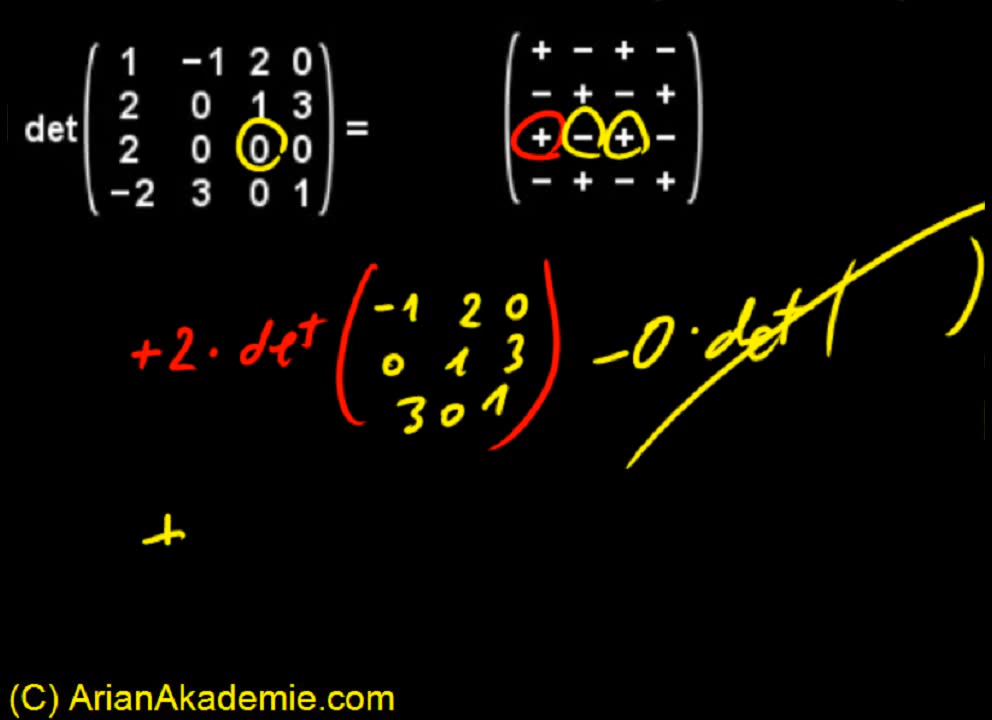 1 -1 2 0
2 0 1 3
det = 
2 0 0 0
-2 3 0 1
+ - + -
- + - +
+ - + -
- + - +
-1 2 0
+2 · det 0 1 3 -0 · det ( )
3 0 1
+
(C) ArianAkademie.com